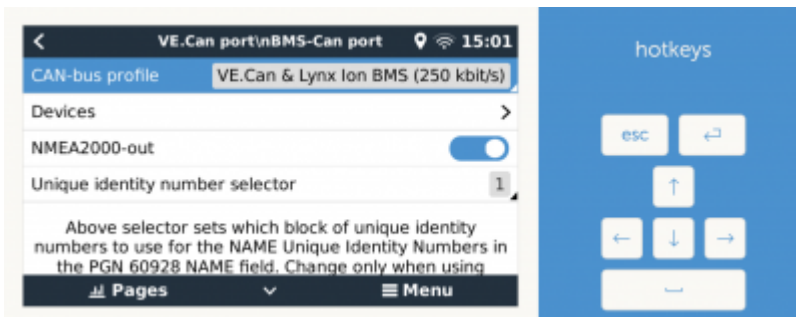 VE.Can port\nBMS-Can port 15:01
CAN-bus profile VE.Can & Lynx Ion BMS (250 kbit/s)
Devices
NMEA2000-out
Unique identity number selector 1
Above selector sets which block of unique identity
numbers to use for the NAME Unique Identity Numbers in
the PGN 60928 NAME field. Change only when using
Pages Menu
hotkeys
esc